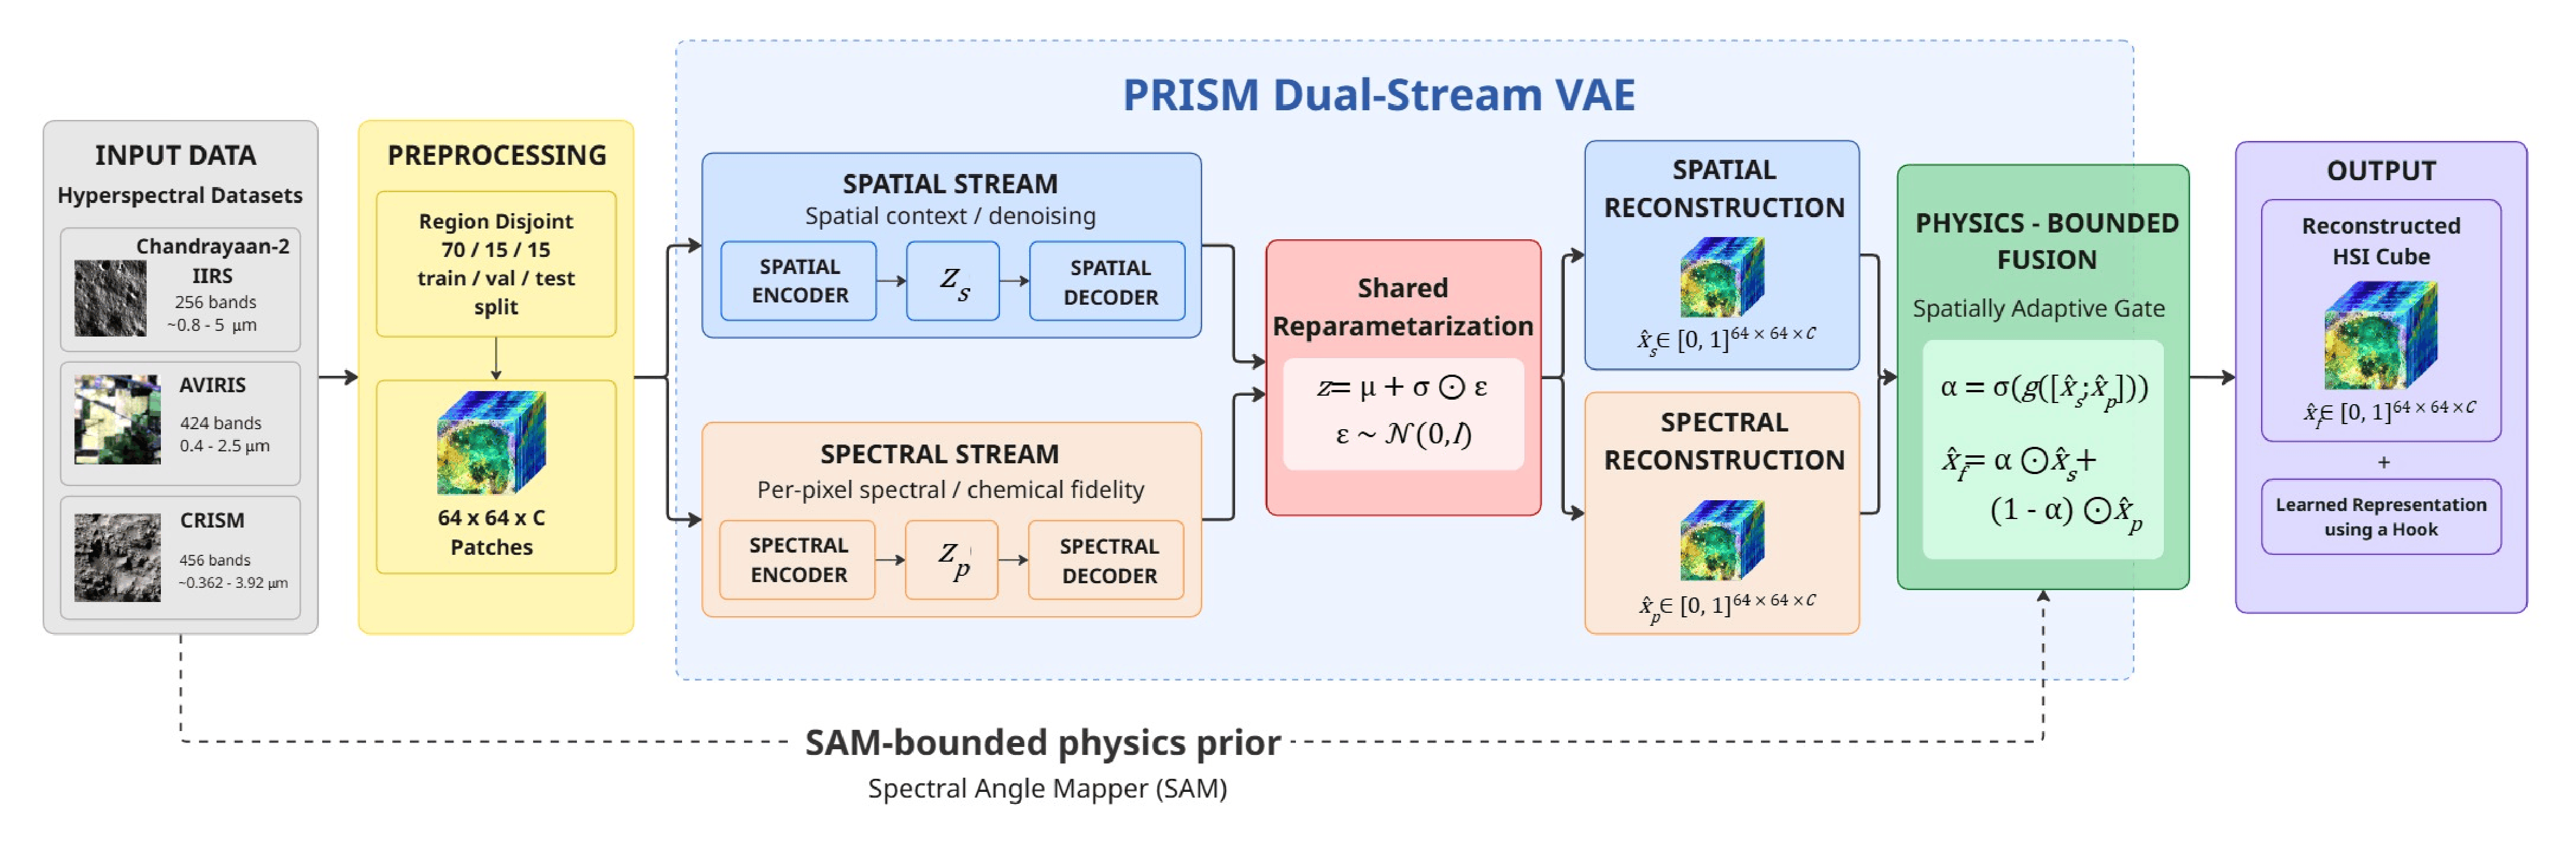 PRISM Dual-Stream VAE
INPUT DATA
Hyperspectral Datasets
Chandrayaan-2
IIRS
256 bands
~0.8 - 5 μm
AVIRIS
424 bands
0.4 - 2.5 μm
CRISM
456 bands
~0.362 - 3.92 μm
PREPROCESSING
Region Disjoint
70 / 15 / 15
train / val / test
split
64 x 64 x C
Patches
SPATIAL STREAM
Spatial context / denoising
SPATIAL
ENCODER
z_s
SPATIAL
DECODER
SPECTRAL STREAM
Per-pixel spectral / chemical fidelity
SPECTRAL
ENCODER
z_p
SPECTRAL
DECODER
Shared
Reparametarization
z= μ + σ ⊙ ε
ε ~ 𝒩(0,I)
SPATIAL
RECONSTRUCTION
x̂_s ∈ [0, 1]^{64 × 64 × C}
SPECTRAL
RECONSTRUCTION
x̂_p ∈ [0, 1]^{64 × 64 × C}
PHYSICS - BOUNDED
FUSION
Spatially Adaptive Gate
α = σ(g([x̂_s;x̂_p]))
x̂_f = α ⊙x̂_s+
(1 - α) ⊙x̂_p
OUTPUT
Reconstructed
HSI Cube
x̂_f ∈ [0, 1]^{64 × 64 × C}
+
Learned Representation
using a Hook
SAM-bounded physics prior
Spectral Angle Mapper (SAM)